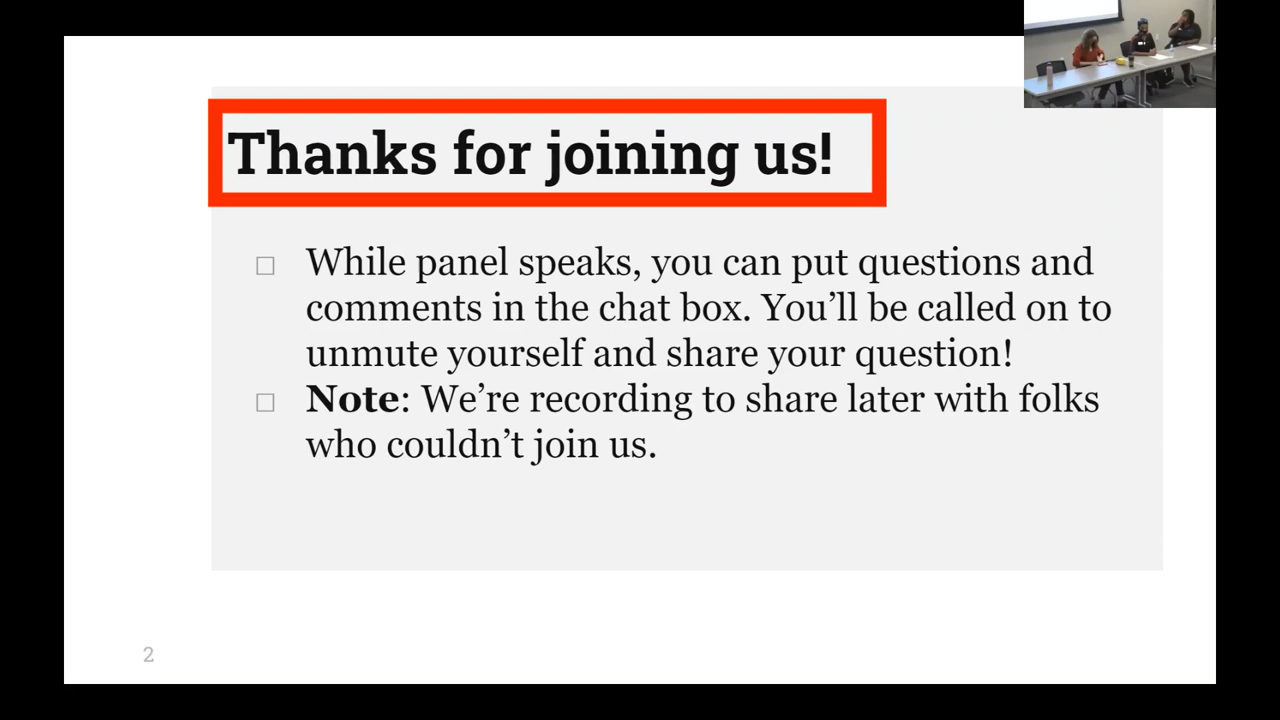 Thanks for joining us!
□ While panel speaks, you can put questions and
comments in the chat box. You’ll be called on to
unmute yourself and share your question!
□ Note: We’re recording to share later with folks
who couldn’t join us.
2